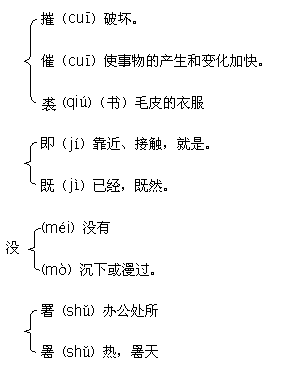 摧（cuī）破坏。
催（cuī）使事物的产生和变化加快。
裘（qiú）（书）毛皮的衣服
即（jí）靠近、接触，就是。
既（jì）已经，既然。
没
(méi) 没有
(mò) 沉下或漫过。
署（shǔ）办公处所
暑（shǔ）热，暑天